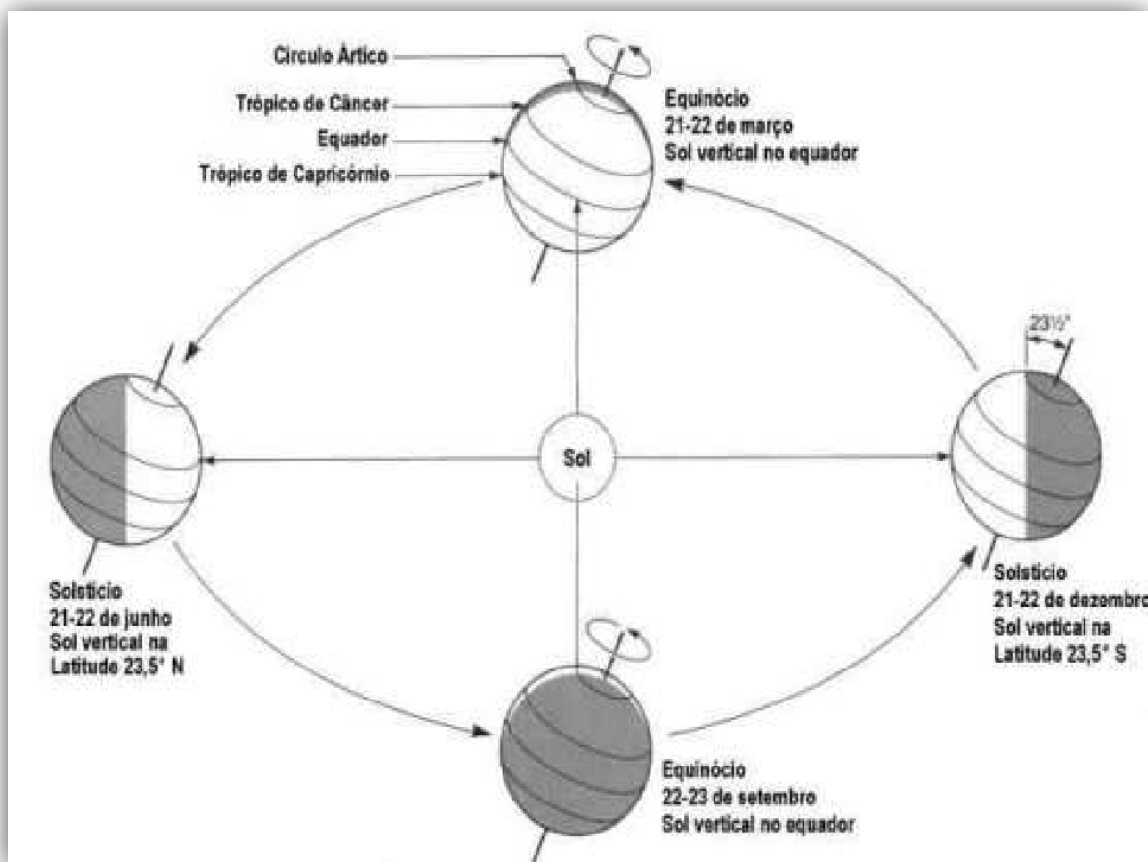 Círculo Ártico
Trópico de Câncer
Equador
Trópico de Capricórnio
Equinócio
21-22 de março
Sol vertical no equador
23½°
Sol
Solstício
21-22 de junho
Sol vertical na
Latitude 23,5° N
Solstício
21-22 de dezembro
Sol vertical na
Latitude 23,5° S
Equinócio
22-23 de setembro
Sol vertical no equador